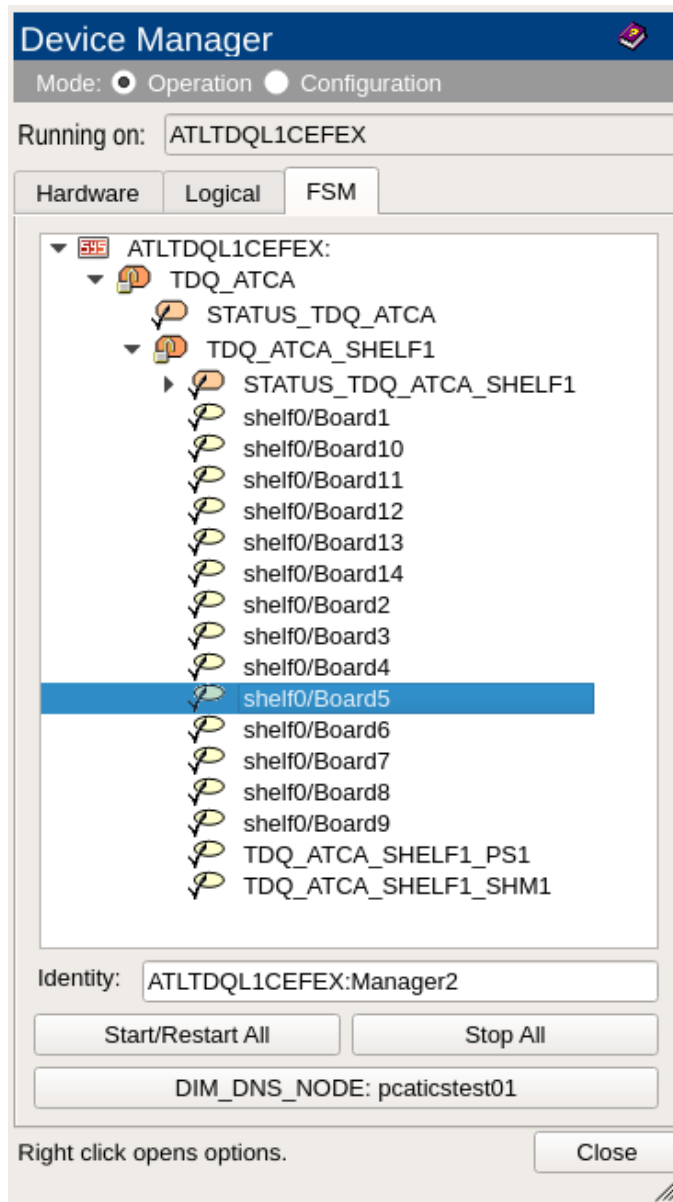 Device Manager
Mode: Operation Configuration
Running on: ATLTDQL1CEFEX
Hardware Logical FSM
SYS ATLTDQL1CEFEX:
TDQ_ATCA
STATUS_TDQ_ATCA
TDQ_ATCA_SHELF1
STATUS_TDQ_ATCA_SHELF1
shelf0/Board1
shelf0/Board10
shelf0/Board11
shelf0/Board12
shelf0/Board13
shelf0/Board14
shelf0/Board2
shelf0/Board3
shelf0/Board4
shelf0/Board5
shelf0/Board6
shelf0/Board7
shelf0/Board8
shelf0/Board9
TDQ_ATCA_SHELF1_PS1
TDQ_ATCA_SHELF1_SHM1
Identity: ATLTDQL1CEFEX:Manager2
Start/Restart All Stop All
DIM_DNS_NODE: pcaticstest01
Right click opens options. Close